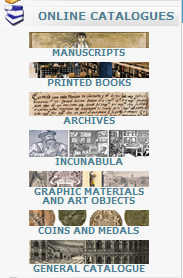 ONLINE CATALOGUES
MANUSCRIPTS
PRINTED BOOKS
ARCHIVES
INCUNABULA
GRAPHIC MATERIALS
AND ART OBJECTS
COINS AND MEDALS
GENERAL CATALOGUE